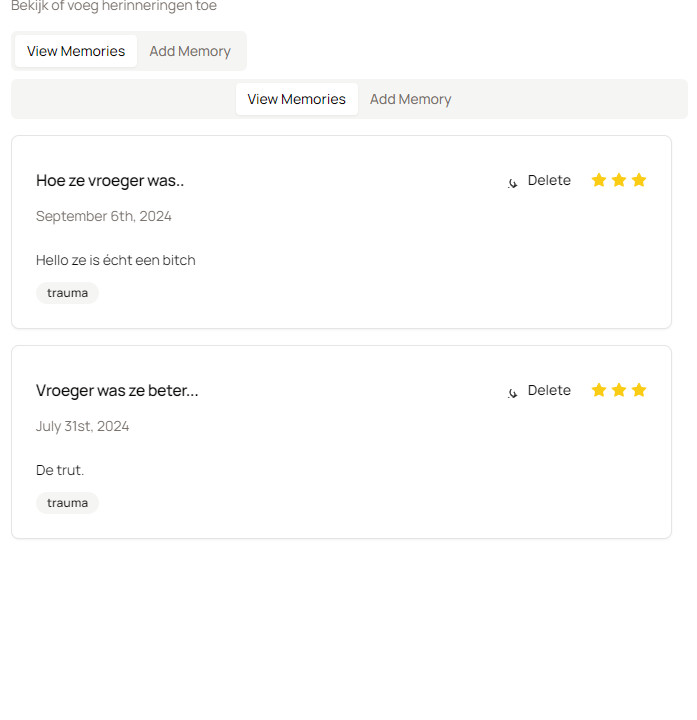 Bekijk of voeg herinneringen toe
View Memories Add Memory
View Memories Add Memory
Hoe ze vroeger was.. Delete
September 6th, 2024
Hello ze is écht een bitch
trauma
Vroeger was ze beter... Delete
July 31st, 2024
De trut.
trauma